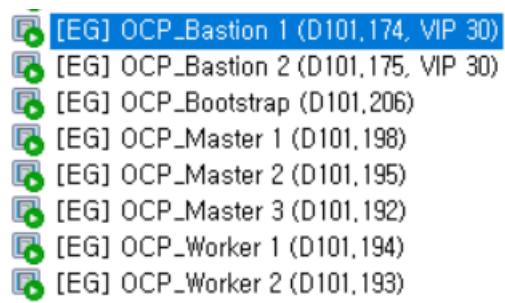 [EG] OCP_Bastion 1 (D101,174, VIP 30)
[EG] OCP_Bastion 2 (D101,175, VIP 30)
[EG] OCP_Bootstrap (D101,206)
[EG] OCP_Master 1 (D101,198)
[EG] OCP_Master 2 (D101,195)
[EG] OCP_Master 3 (D101,192)
[EG] OCP_Worker 1 (D101,194)
[EG] OCP_Worker 2 (D101,193)